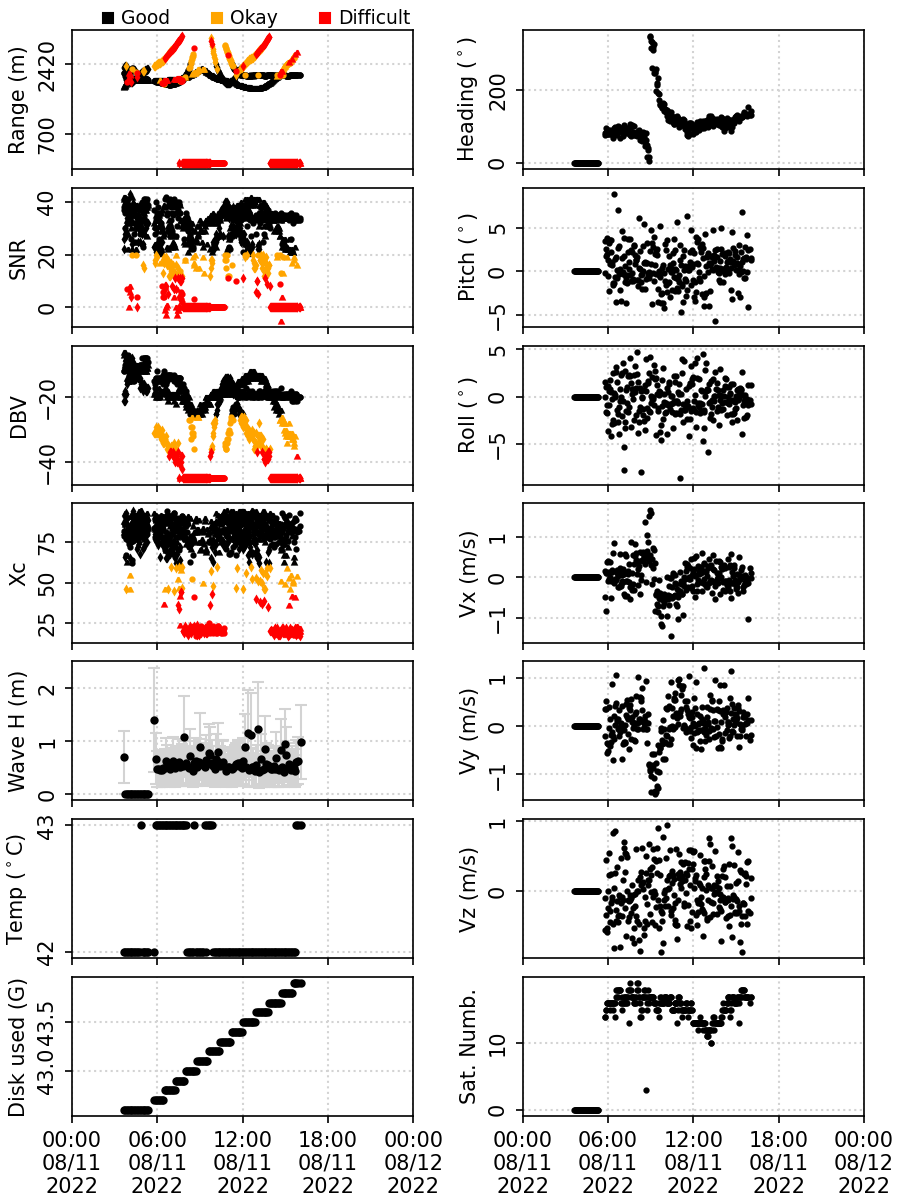 Good Okay Difficult
Range (m)
2420
700
Heading (°)
200
0
SNR
40
20
0
Pitch (°)
5
0
−5
DBV
−20
−40
Roll (°)
5
0
−5
Xc
75
50
25
Vx (m/s)
1
0
−1
Wave H (m)
2
1
0
Vy (m/s)
1
0
−1
Temp (°C)
43
42
Vz (m/s)
1
0
Disk used (G)
43.5
43.0
Sat. Numb.
10
0
00:00 06:00 12:00 18:00 00:00
08/11 08/11 08/11 08/11 08/12
2022 2022 2022 2022 2022
00:00 06:00 12:00 18:00 00:00
08/11 08/11 08/11 08/11 08/12
2022 2022 2022 2022 2022